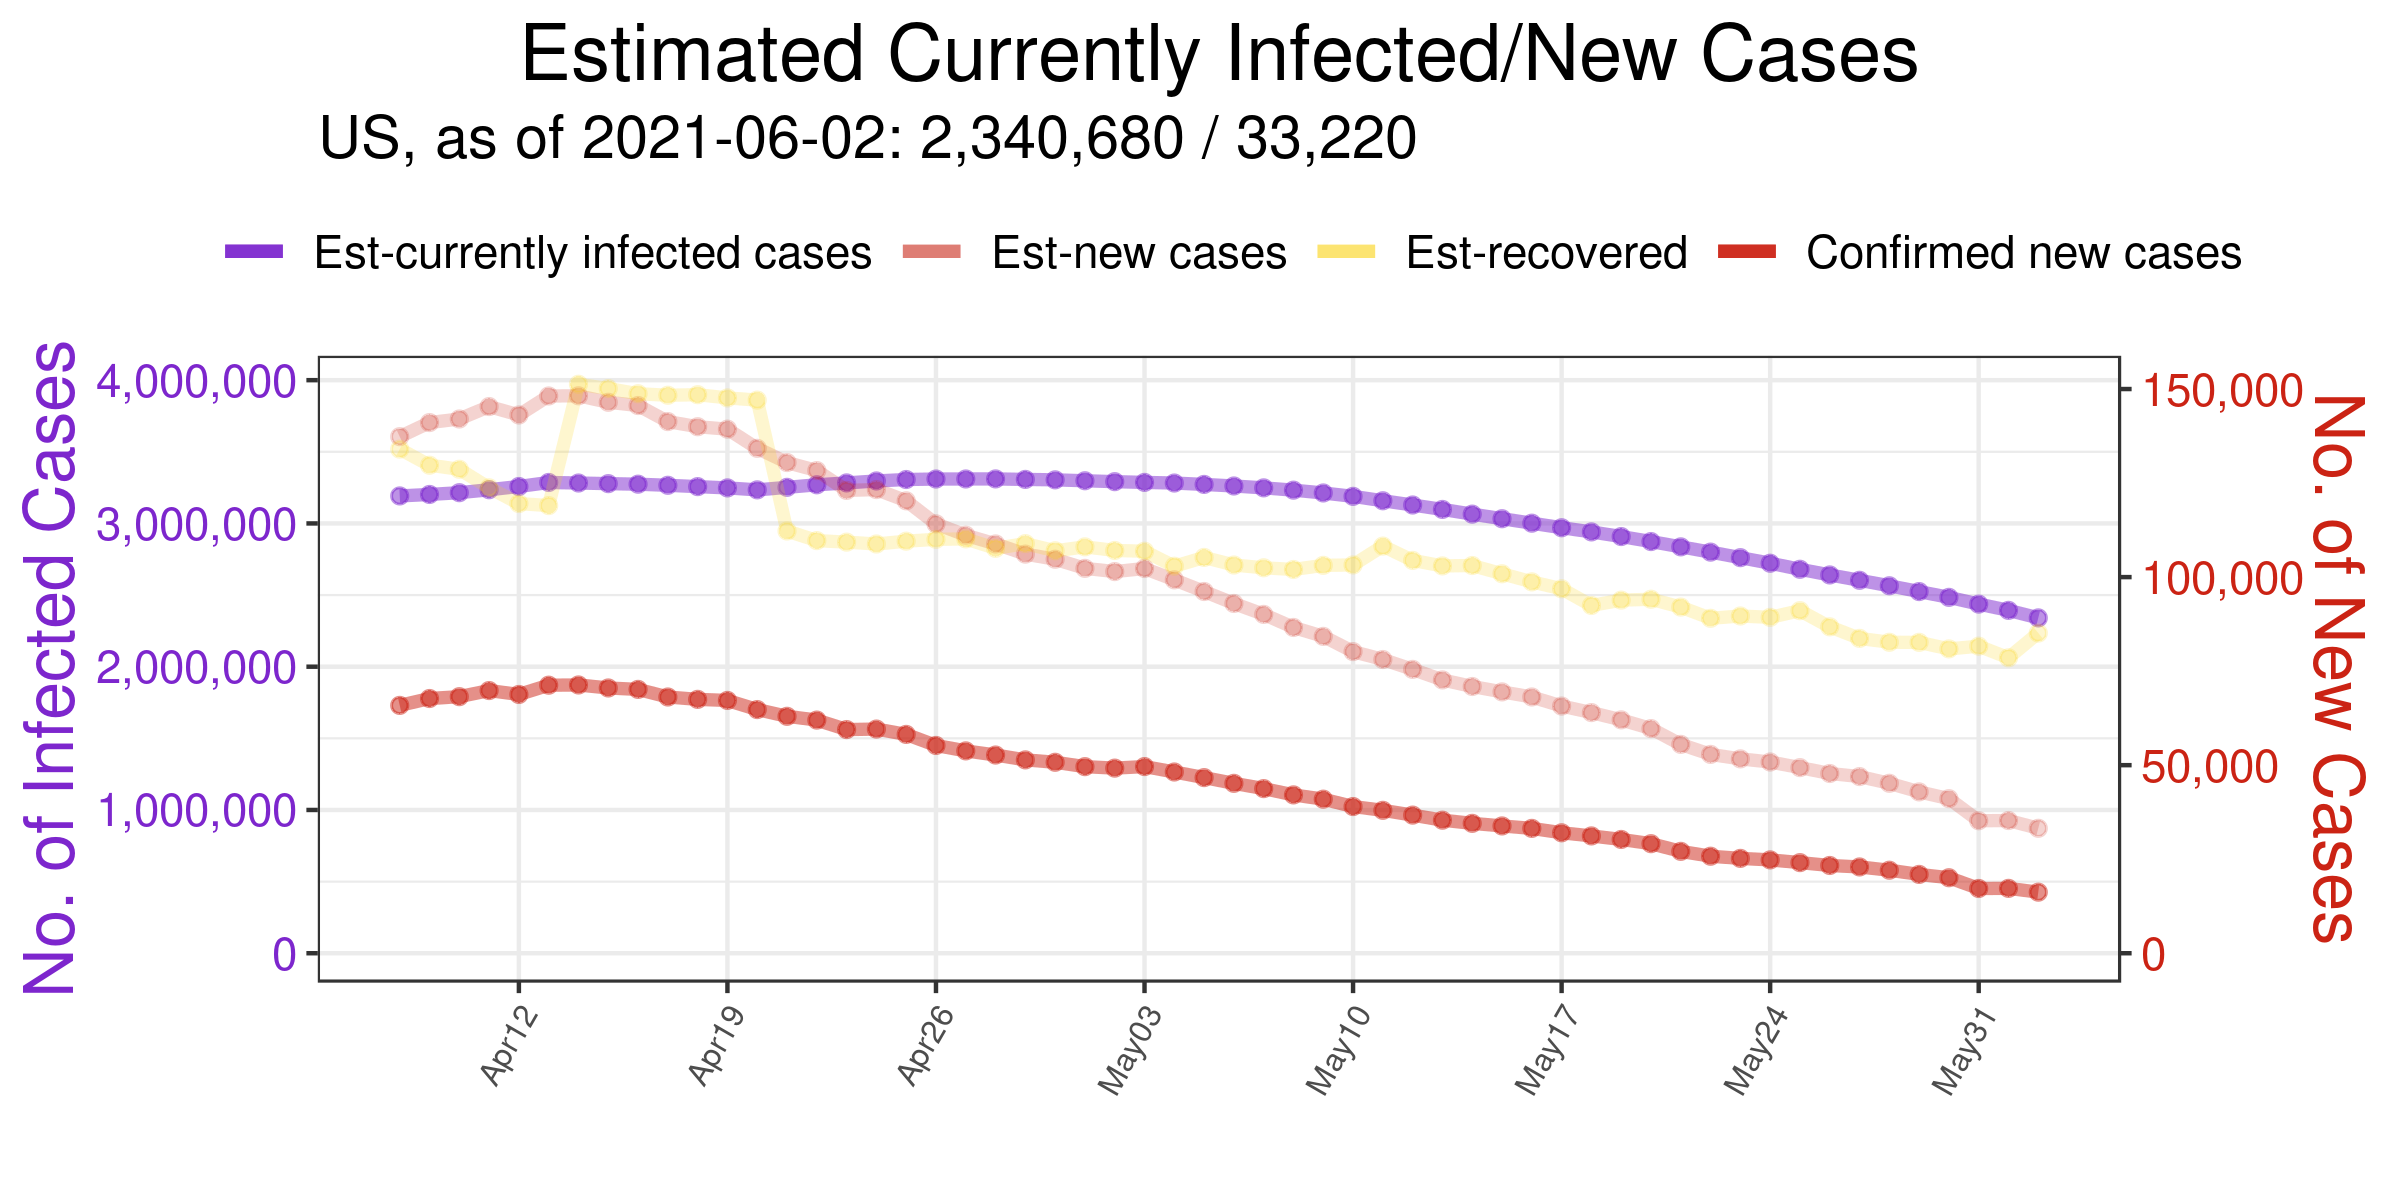 Estimated Currently Infected/New Cases
US, as of 2021-06-02: 2,340,680 / 33,220
Est-currently infected cases Est-new cases Est-recovered Confirmed new cases
No. of Infected Cases
4,000,000
3,000,000
2,000,000
1,000,000
0
150,000
100,000
50,000
0
No. of New Cases
Apr12 Apr19 Apr26 May03 May10 May17 May24 May31